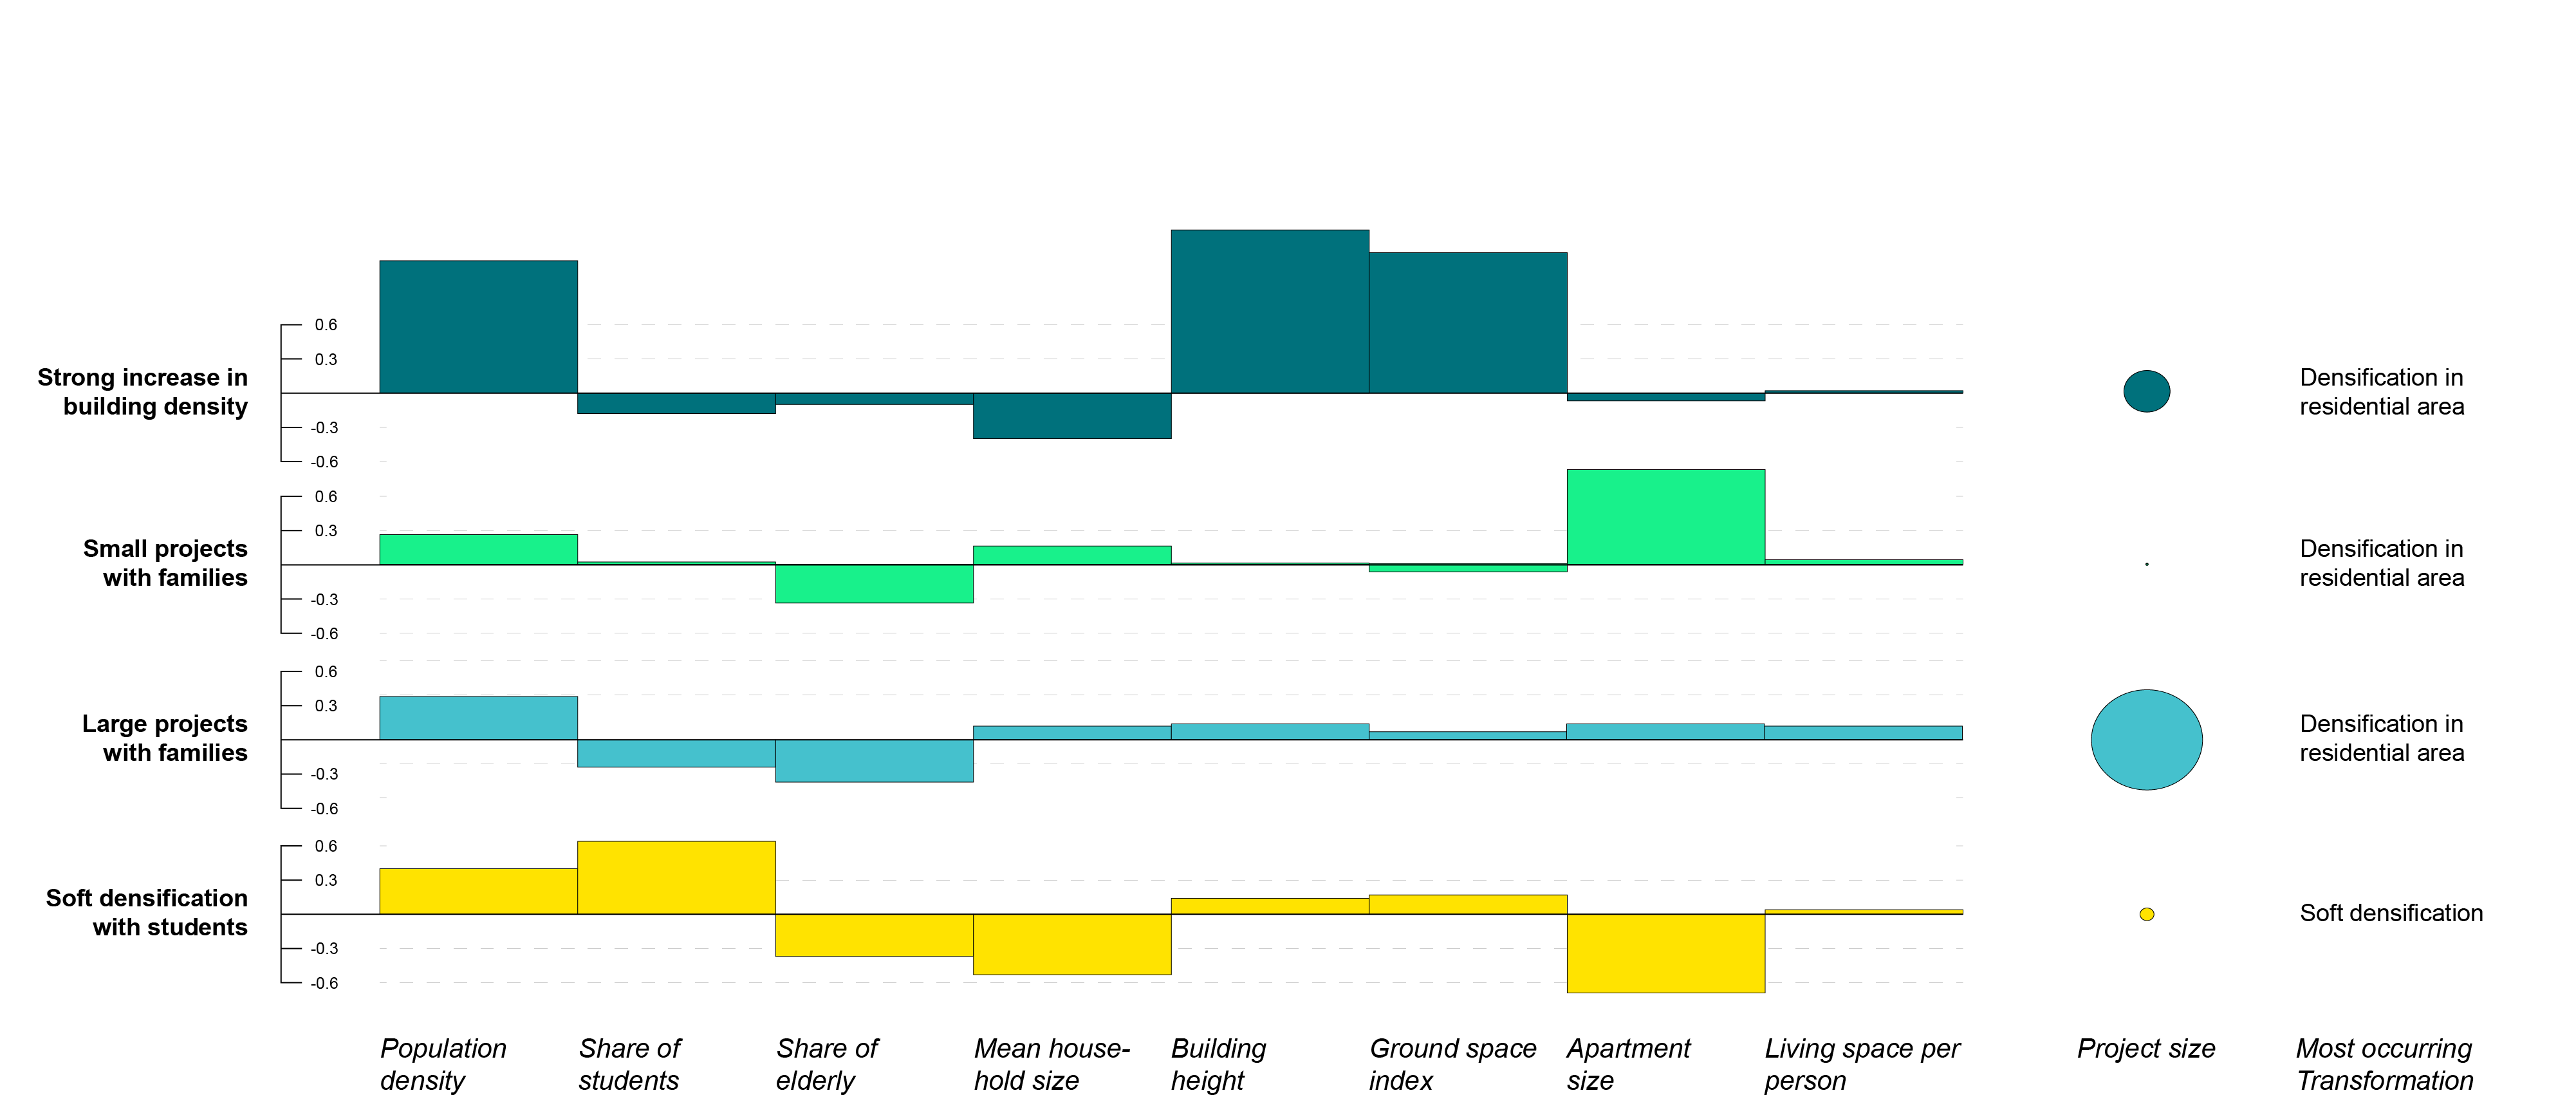 0.6
0.3
Strong increase in
building density
-0.3
-0.6
Densification in
residential area
0.6
0.3
Small projects
with families
-0.3
-0.6
Densification in
residential area
0.6
0.3
Large projects
with families
-0.3
-0.6
Densification in
residential area
0.6
0.3
Soft densification
with students
-0.3
-0.6
Soft densification
Population
density
Share of
students
Share of
elderly
Mean house-
hold size
Building
height
Ground space
index
Apartment
size
Living space per
person
Project size
Most occurring
Transformation